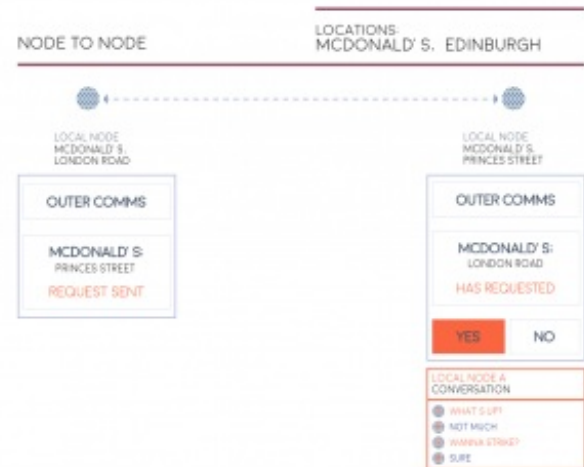 NODE TO NODE
LOCATIONS:
MCDONALD'S, EDINBURGH
LOCAL NODE
MCDONALD'S,
LONDON ROAD
OUTER COMMS
MCDONALD'S:
PRINCES STREET
REQUEST SENT
LOCAL NODE
MCDONALD'S,
PRINCES STREET
OUTER COMMS
MCDONALD'S:
LONDON ROAD
HAS REQUESTED
YES
NO
LOCAL NODE A
CONVERSATION
WHAT'S UP?
NOT MUCH
WANNA STRIKE?
SURE